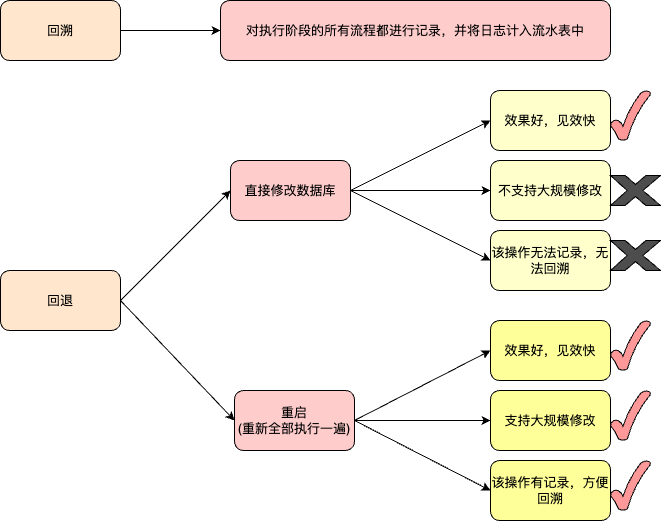 回溯
对执行阶段的所有流程都进行记录，并将日志计入流水表中
效果好，见效快
直接修改数据库
不支持大规模修改
该操作无法记录，无
法回溯
回退
效果好，见效快
重启
(重新全部执行一遍)
支持大规模修改
该操作有记录，方便
回溯